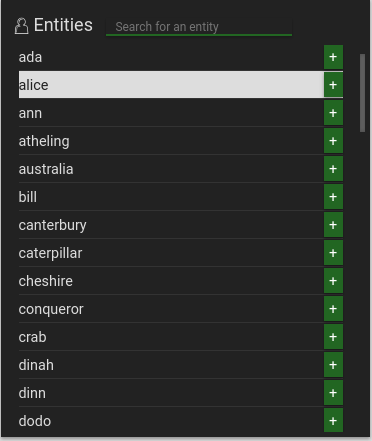 Entities
Search for an entity
ada +
alice +
ann +
atheling +
australia +
bill +
canterbury +
caterpillar +
cheshire +
conqueror +
crab +
dinah +
dinn +
dodo +